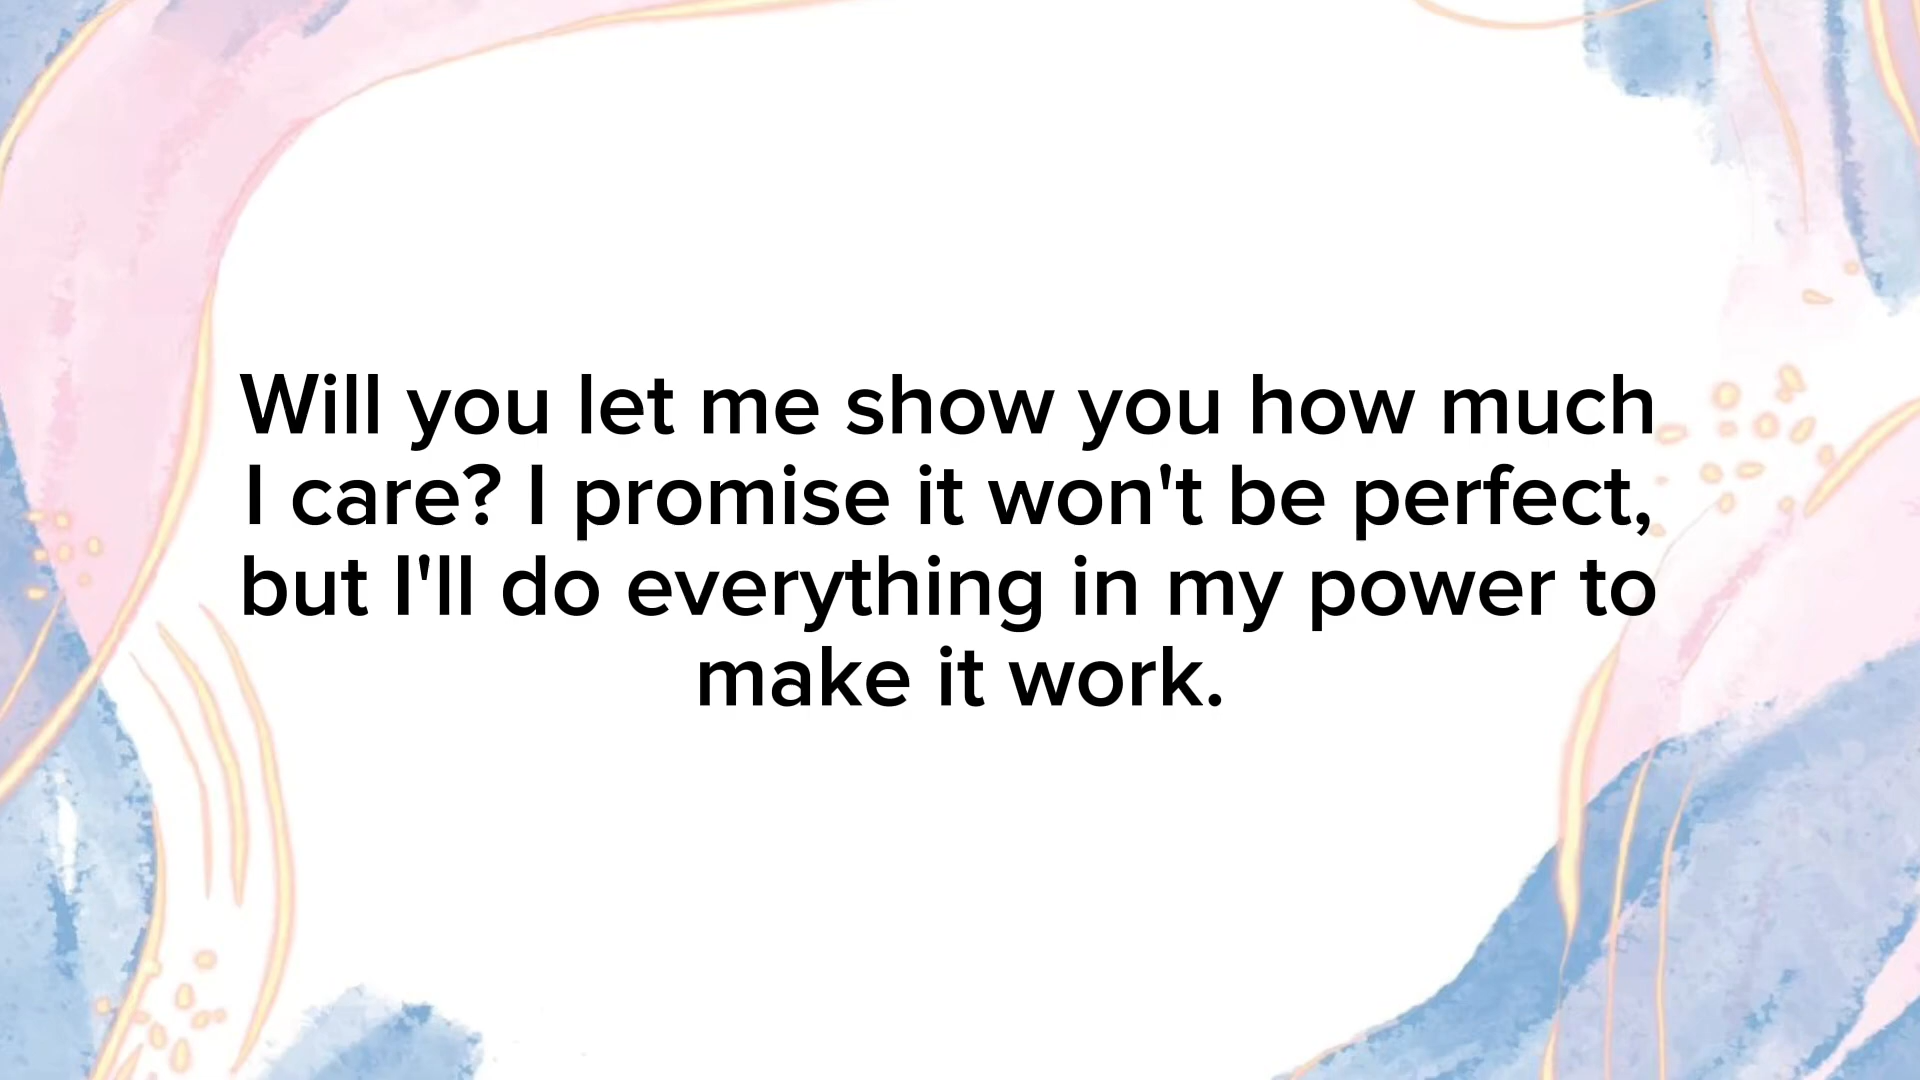 Will you let me show you how much
I care? I promise it won't be perfect,
but I'll do everything in my power to
make it work.